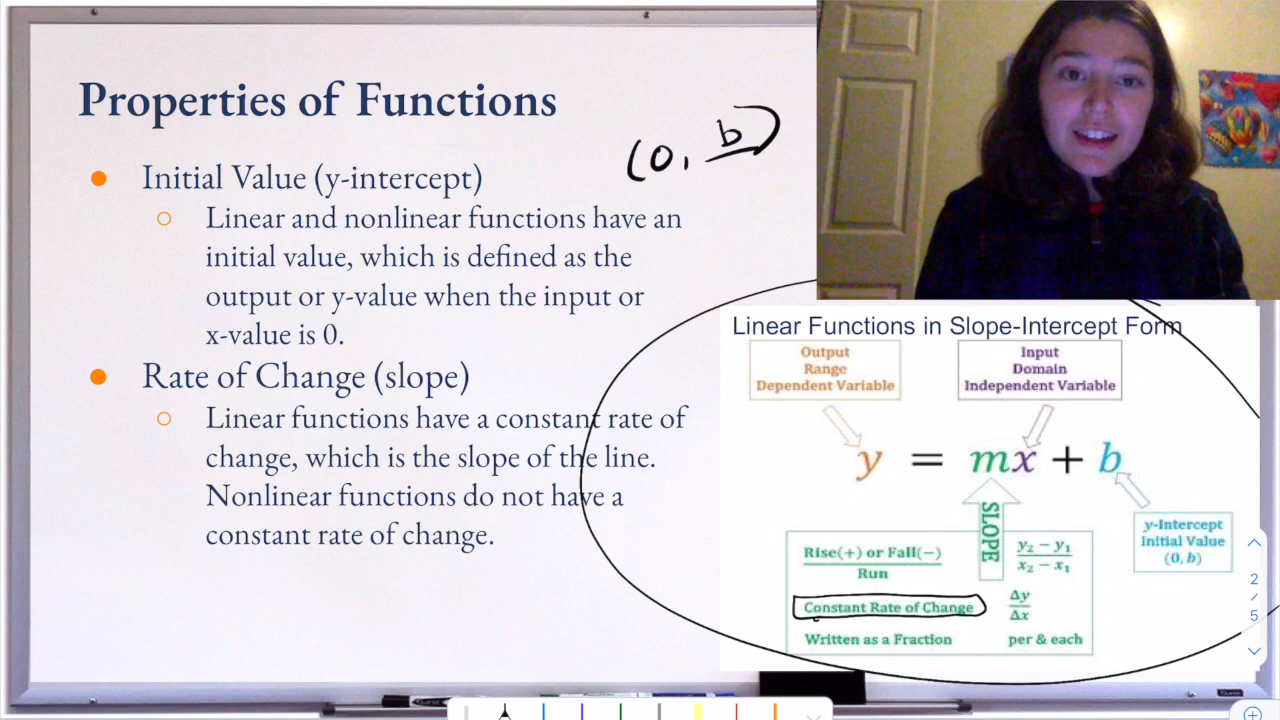 Properties of Functions
(0, b)
Initial Value (y-intercept)
Linear and nonlinear functions have an
initial value, which is defined as the
output or y-value when the input or
x-value is 0.
Rate of Change (slope)
Linear functions have a constant rate of
change, which is the slope of the line.
Nonlinear functions do not have a
constant rate of change.
Linear Functions in Slope-Intercept Form
Output
Range
Dependent Variable
Input
Domain
Independent Variable
y = mx + b
SLOPE
y-Intercept
Initial Value
(0, b)
Rise(+) or Fall(−)
Run
y₂ − y₁
x₂ − x₁
Constant Rate of Change
Δy
Δx
Written as a Fraction
per & each
2
/
5